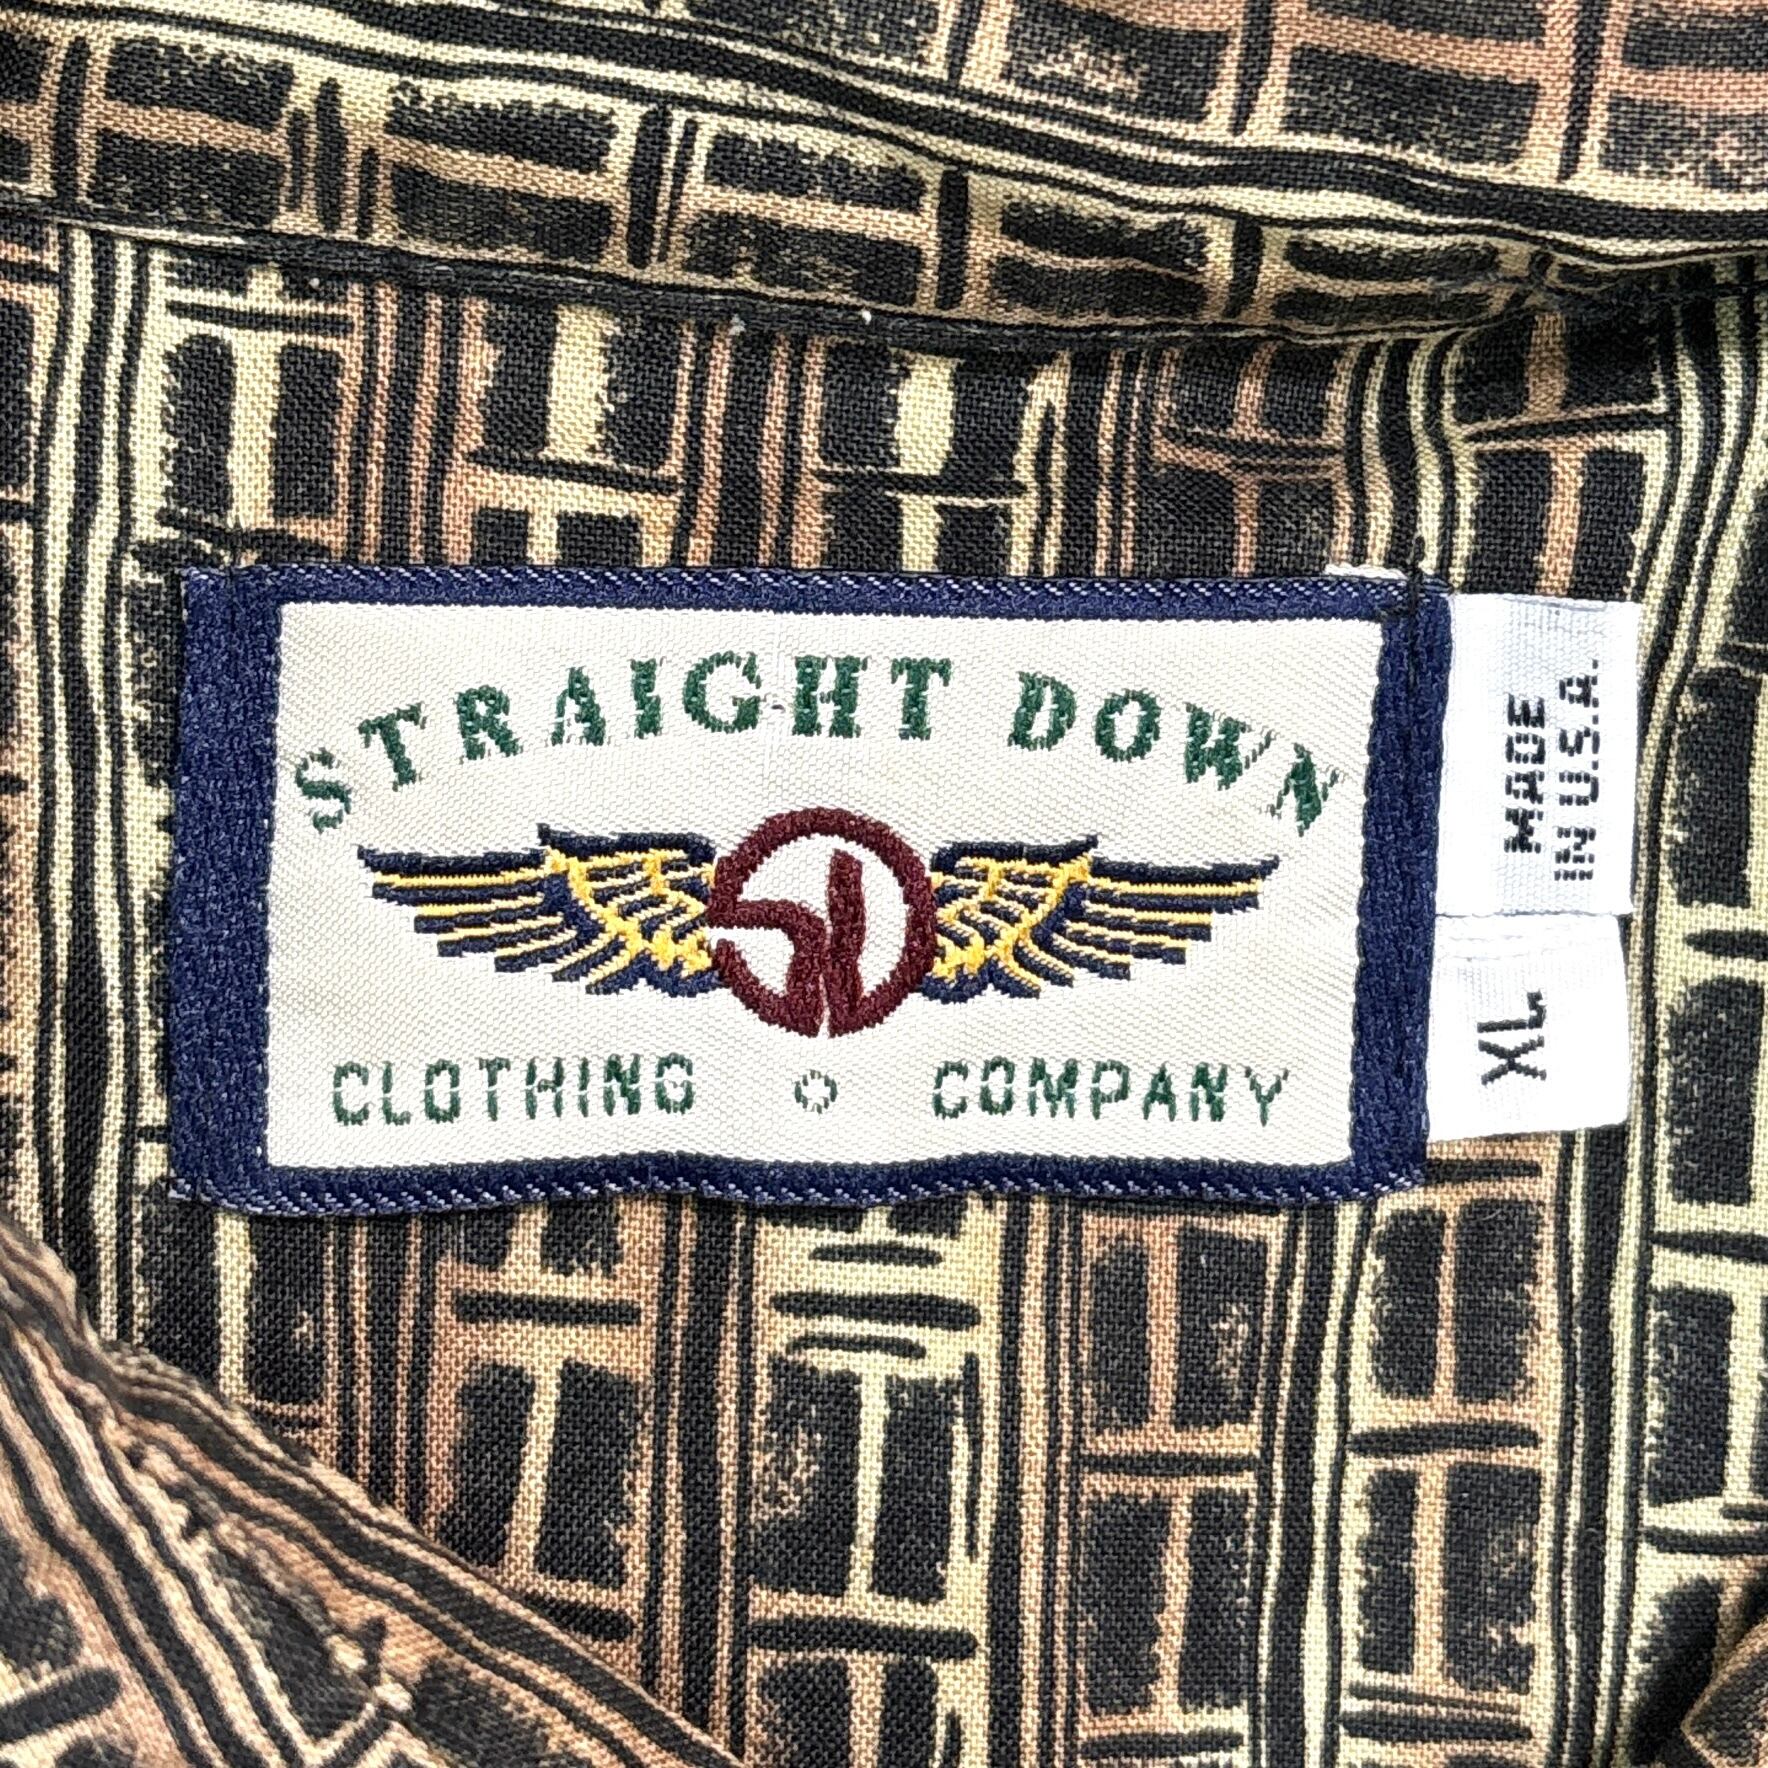 STRAIGHT DOWN
SD
CLOTHING COMPANY
MADE
IN U.S.A.
XL